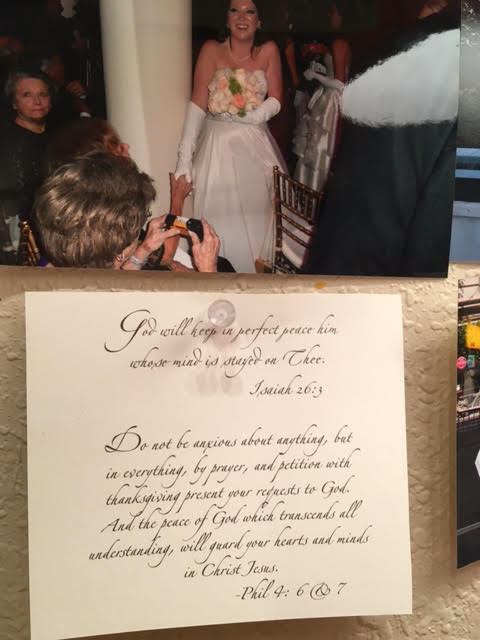 God will keep in perfect peace him
whose mind is stayed on Thee.
Isaiah 26:3
Do not be anxious about anything, but
in everything, by prayer, and petition with
thanksgiving present your requests to God.
And the peace of God which transcends all
understanding, will guard your hearts and minds
in Christ Jesus.
-Phil 4: 6 & 7